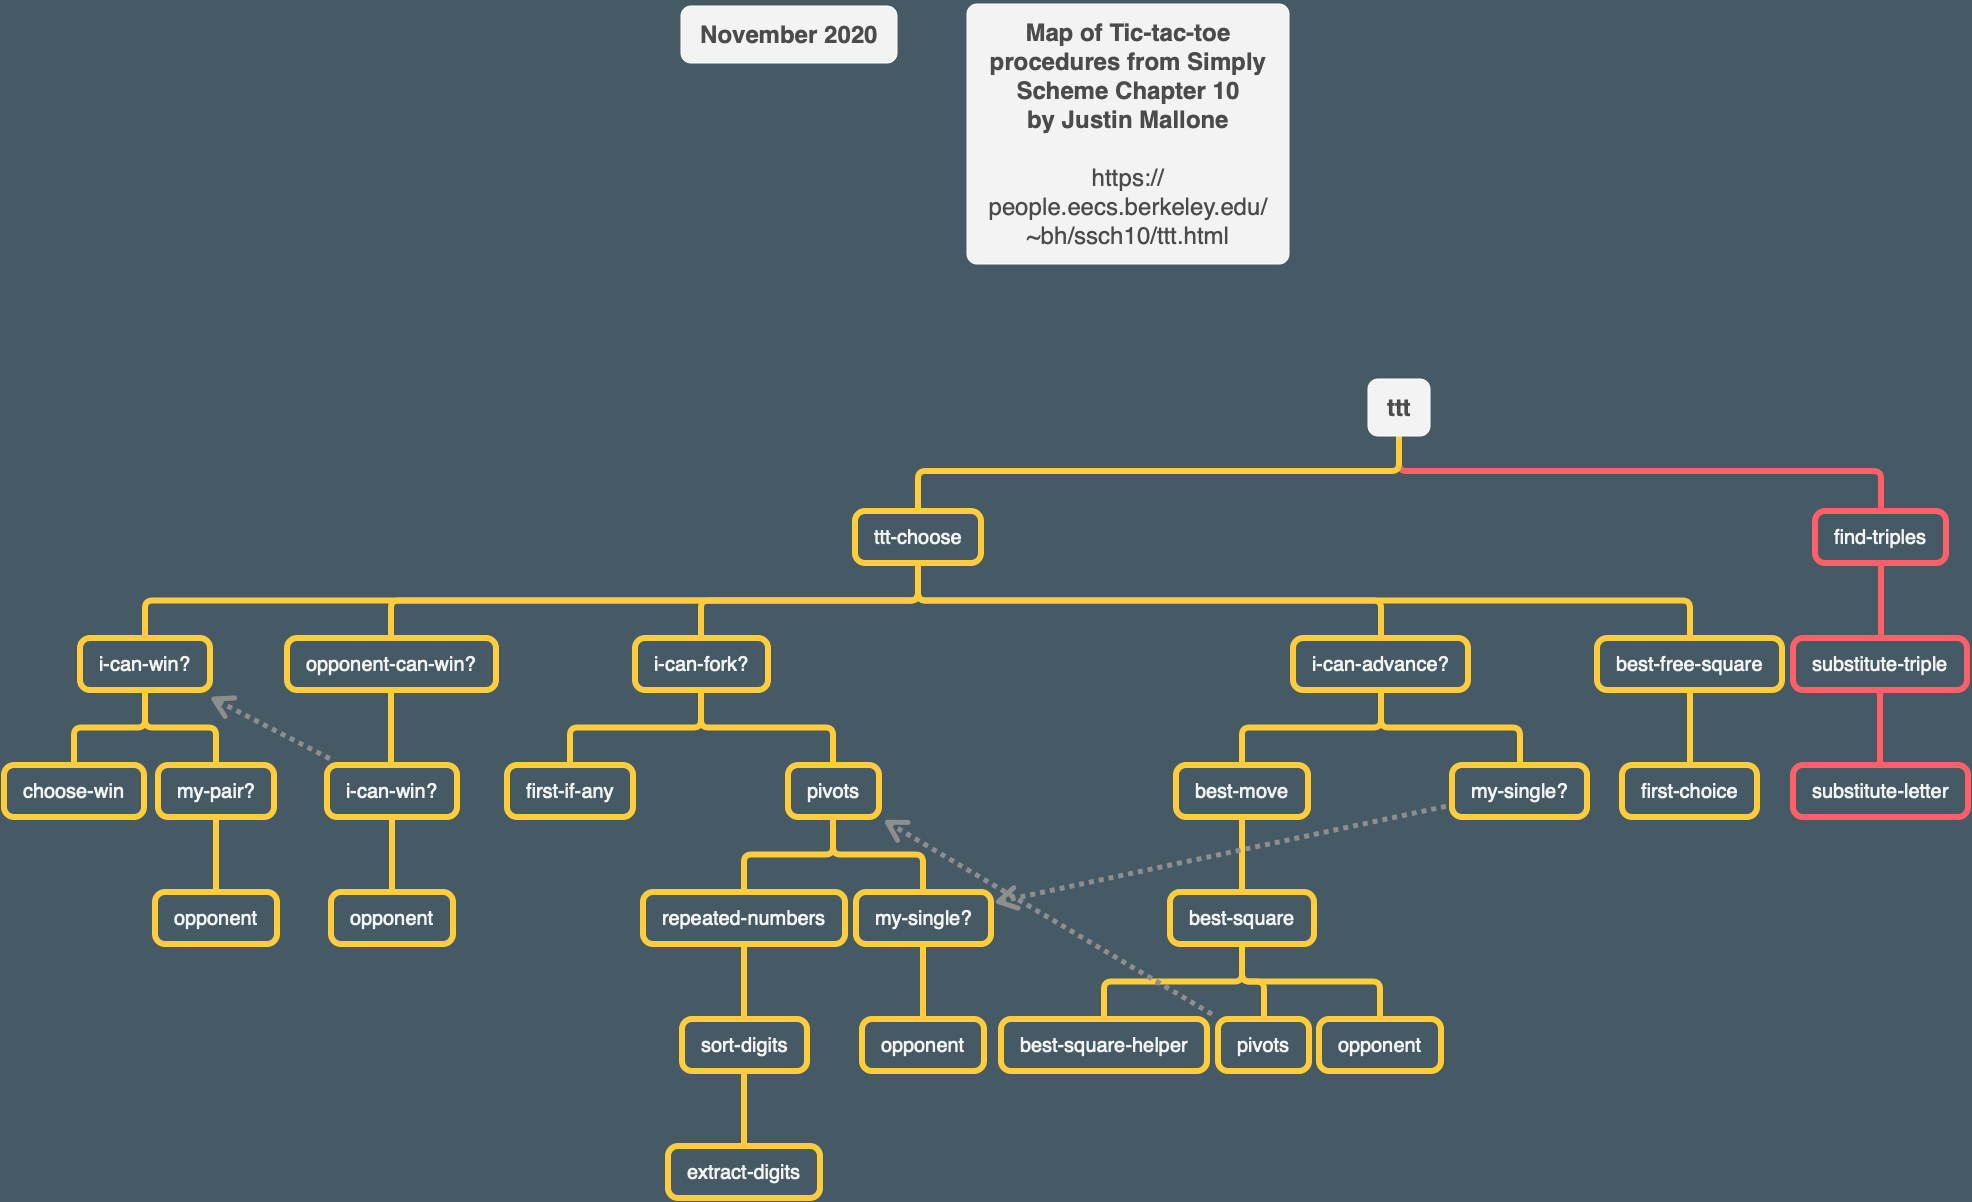 November 2020
Map of Tic-tac-toe
procedures from Simply
Scheme Chapter 10
by Justin Mallone
https://
people.eecs.berkeley.edu/
~bh/ssch10/ttt.html
ttt
ttt-choose
find-triples
i-can-win?
opponent-can-win?
i-can-fork?
i-can-advance?
best-free-square
substitute-triple
choose-win
my-pair?
i-can-win?
first-if-any
pivots
best-move
my-single?
first-choice
substitute-letter
opponent
opponent
repeated-numbers
my-single?
best-square
sort-digits
opponent
best-square-helper
pivots
opponent
extract-digits